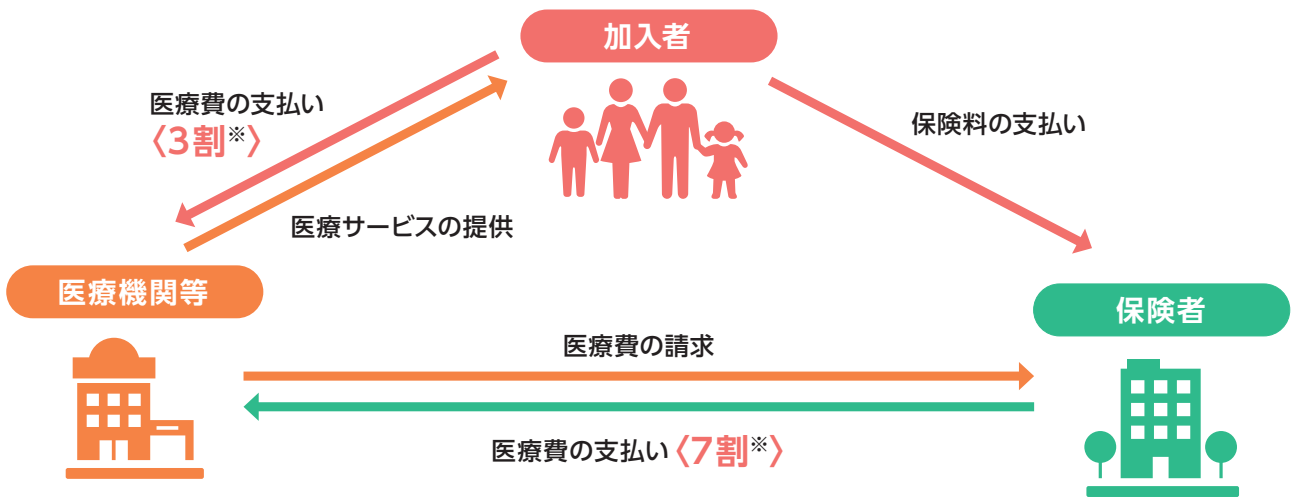 加入者
医療費の支払い
〈3割※〉
保険料の支払い
医療サービスの提供
医療機関等
保険者
医療費の請求
医療費の支払い〈7割※〉